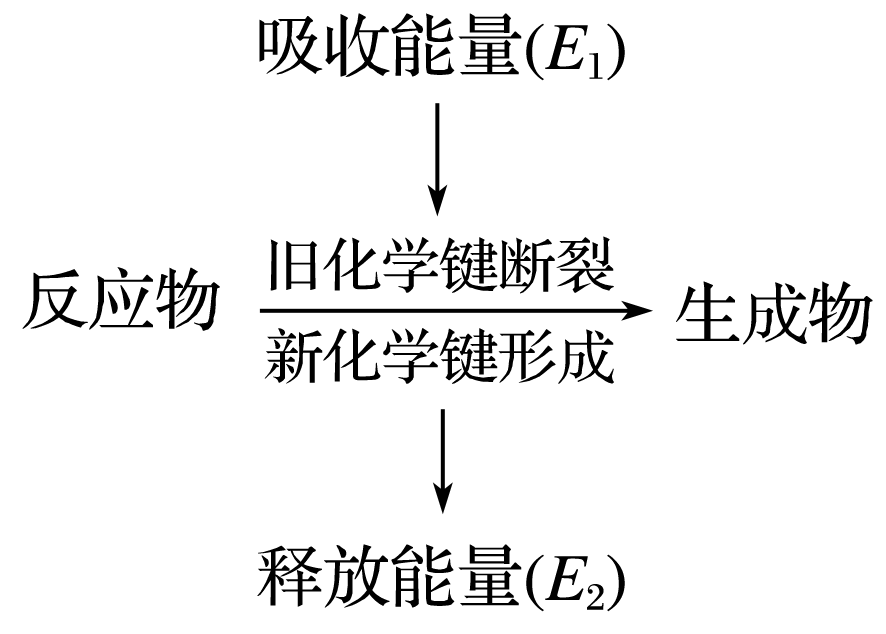 吸收能量(E₁)
旧化学键断裂
反应物
生成物
新化学键形成
释放能量(E₂)